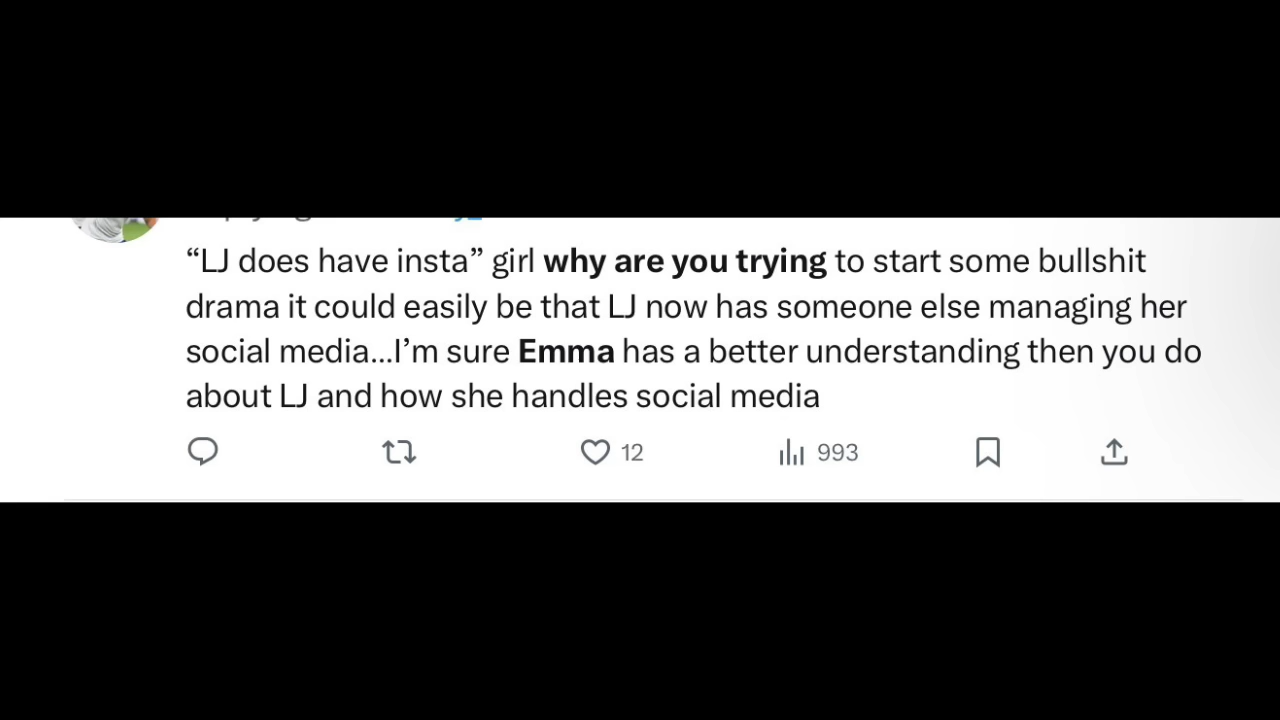 “LJ does have insta” girl why are you trying to start some bullshit
drama it could easily be that LJ now has someone else managing her
social media...I’m sure Emma has a better understanding then you do
about LJ and how she handles social media
12 993